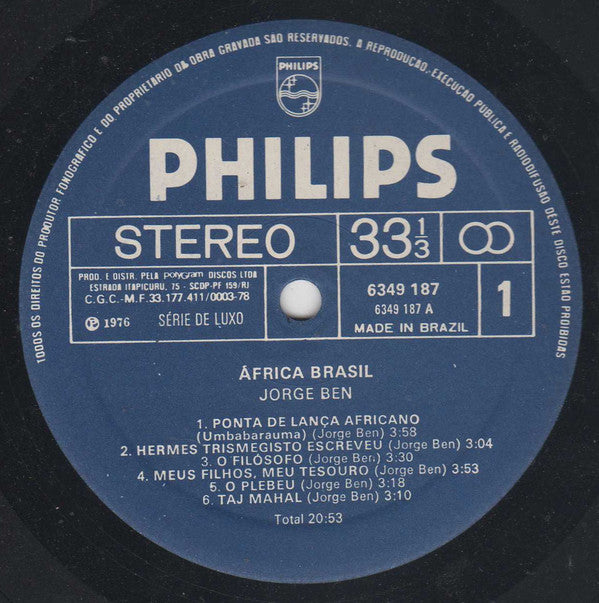 TODOS OS DIREITOS DO PRODUTOR FONOGRÁFICO E DO PROPRIETÁRIO DA OBRA GRAVADA SÃO RESERVADOS. A REPRODUÇÃO, EXECUÇÃO PÚBLICA E RADIODIFUSÃO DESTE DISCO ESTÃO PROIBIDAS
PHILIPS
PHILIPS
STEREO
33 1/3
PROD. E DISTR. PELA polygram DISCOS LTDA
ESTRADA ITAPICURU, 75 - SCDP-PF 159/RJ
C.G.C.-M.F. 33.177.411/0003-78
℗ 1976 SÉRIE DE LUXO
6349 187
6349 187 A
MADE IN BRAZIL
1
ÁFRICA BRASIL
JORGE BEN
1. PONTA DE LANÇA AFRICANO
(Umbabarauma) (Jorge Ben) 3:58
2. HERMES TRISMEGISTO ESCREVEU (Jorge Ben) 3:04
3. O FILÓSOFO (Jorge Ben) 3:30
4. MEUS FILHOS, MEU TESOURO (Jorge Ben) 3:53
5. O PLEBEU (Jorge Ben) 3:18
6. TAJ MAHAL (Jorge Ben) 3:10
Total 20:53